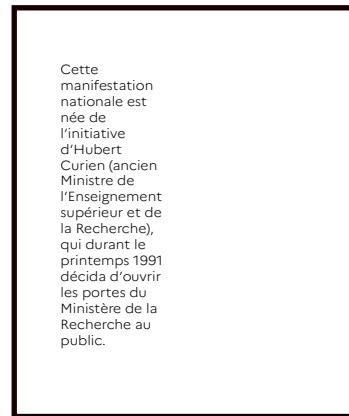 Cette
manifestation
nationale est
née de
l’initiative
d’Hubert
Curien (ancien
Ministre de
l’Enseignement
supérieur et de
la Recherche),
qui durant le
printemps 1991
décida d’ouvrir
les portes du
Ministère de la
Recherche au
public.